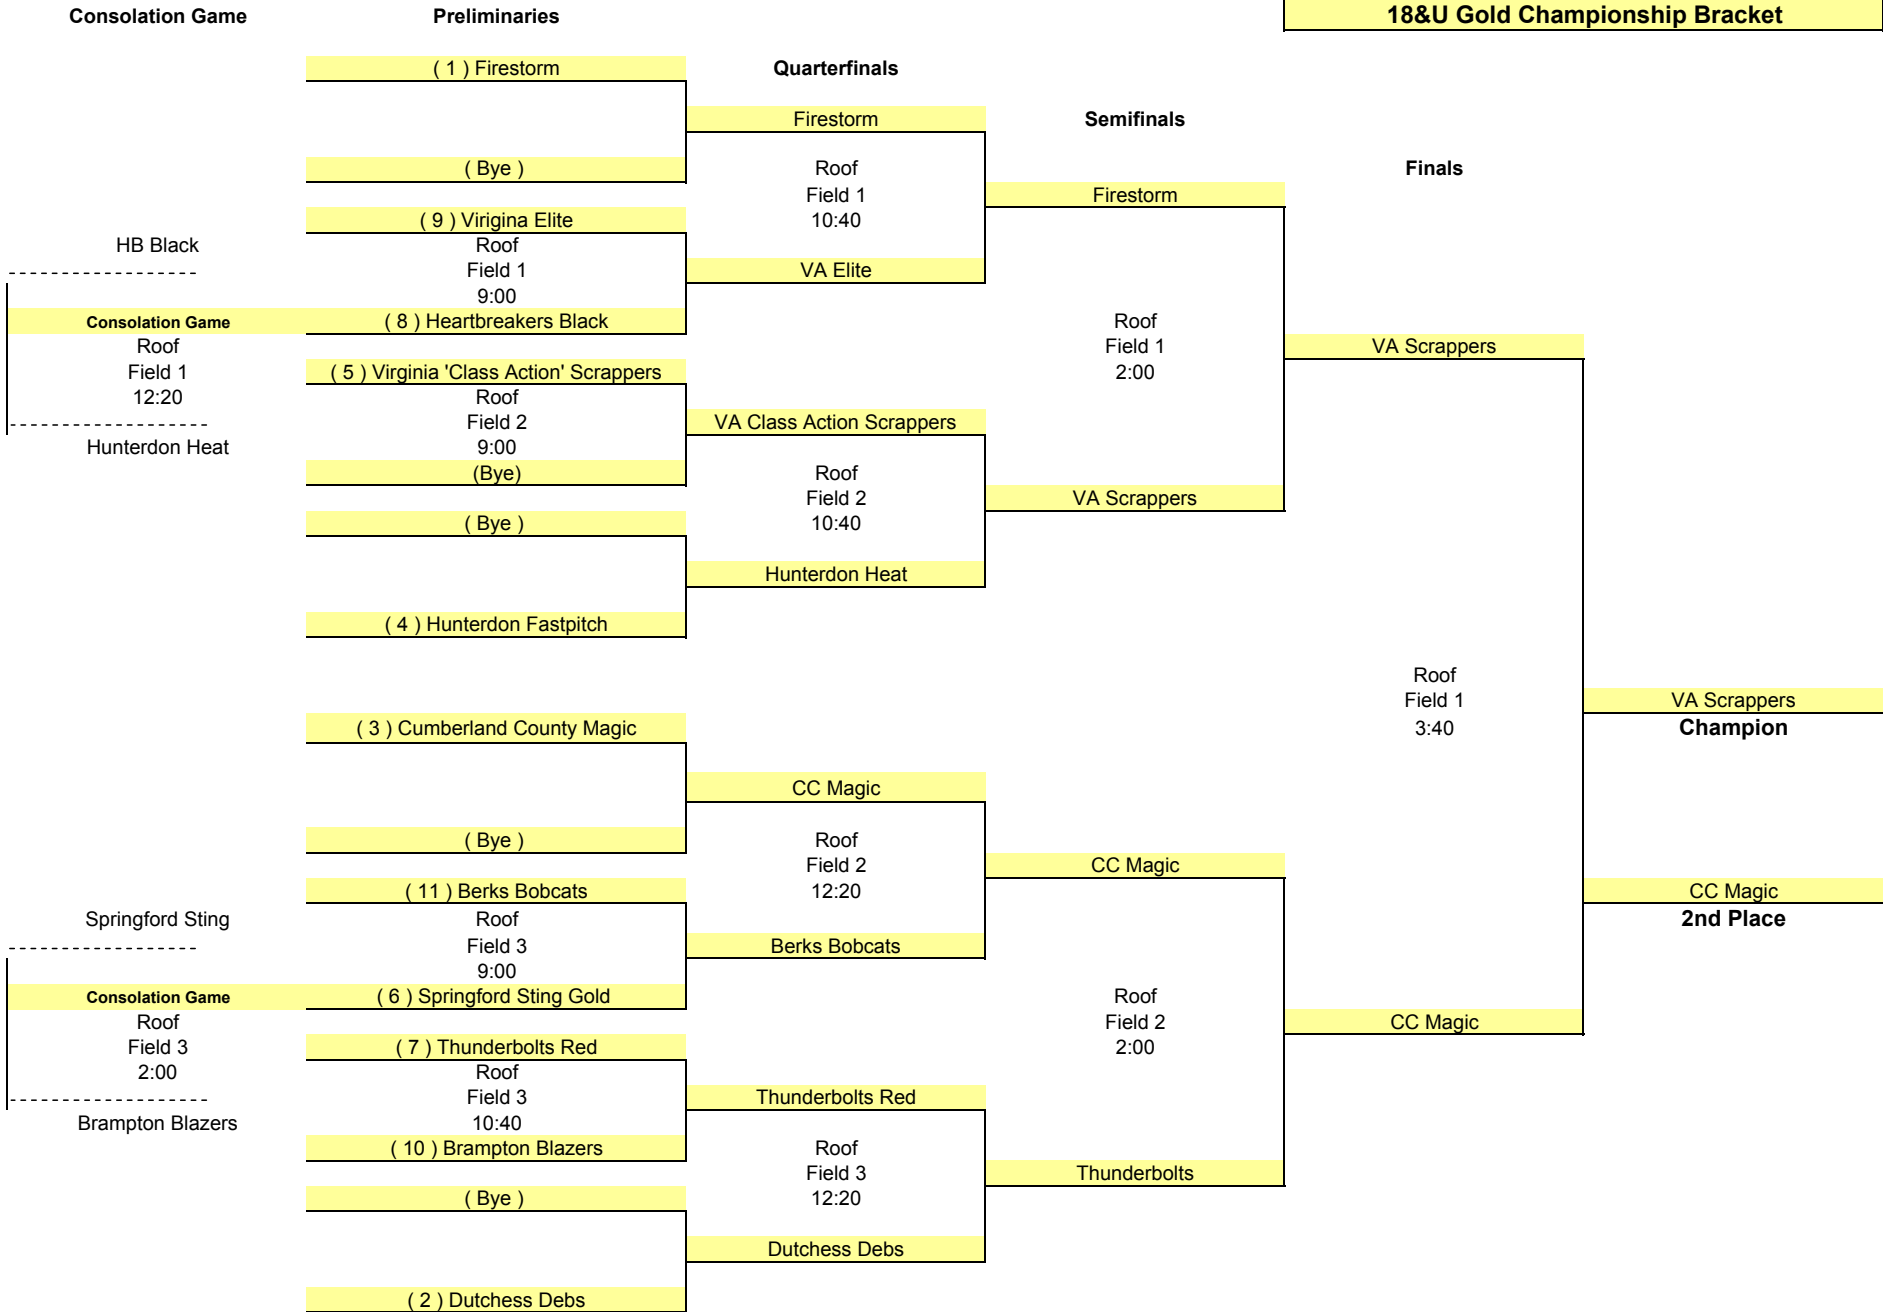 Consolation Game
Preliminaries
18&U Gold Championship Bracket
( 1 ) Firestorm
Quarterfinals
Firestorm
Semifinals
( Bye )
Roof
Finals
Field 1
Firestorm
( 9 ) Virigina Elite
10:40
HB Black
Roof
- - - - - - - - - - - - - - - - - -
Field 1
VA Elite
9:00
Consolation Game
( 8 ) Heartbreakers Black
Roof
Roof
Field 1
VA Scrappers
Field 1
( 5 ) Virginia 'Class Action' Scrappers
2:00
12:20
Roof
- - - - - - - - - - - - - - - - - - -
Field 2
VA Class Action Scrappers
Hunterdon Heat
9:00
(Bye)
Roof
Field 2
VA Scrappers
( Bye )
10:40
Hunterdon Heat
( 4 ) Hunterdon Fastpitch
Roof
Field 1
VA Scrappers
( 3 ) Cumberland County Magic
3:40
Champion
CC Magic
( Bye )
Roof
Field 2
CC Magic
( 11 ) Berks Bobcats
12:20
CC Magic
Springford Sting
Roof
2nd Place
- - - - - - - - - - - - - - - - - -
Field 3
Berks Bobcats
9:00
Consolation Game
( 6 ) Springford Sting Gold
Roof
Roof
Field 2
CC Magic
Field 3
( 7 ) Thunderbolts Red
2:00
2:00
Roof
- - - - - - - - - - - - - - - - - - -
Field 3
Thunderbolts Red
Brampton Blazers
10:40
( 10 ) Brampton Blazers
Roof
Field 3
Thunderbolts
( Bye )
12:20
Dutchess Debs
( 2 ) Dutchess Debs